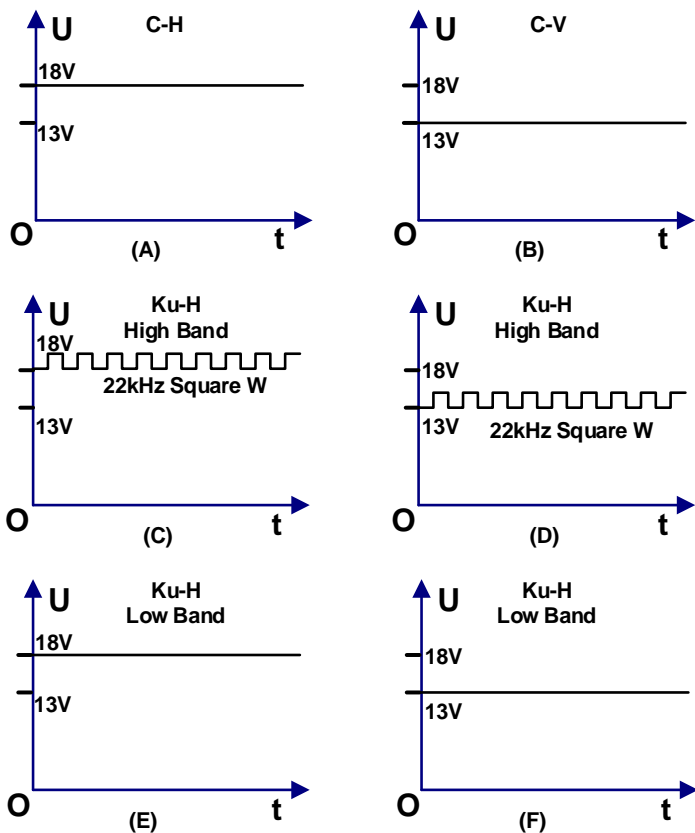 U
C-H
18V
13V
O
t
(A)
U
C-V
18V
13V
O
t
(B)
U
Ku-H
High Band
18V
22kHz Square W
13V
O
t
(C)
U
Ku-H
High Band
18V
13V
22kHz Square W
O
t
(D)
U
Ku-H
Low Band
18V
13V
O
t
(E)
U
Ku-H
Low Band
18V
13V
O
t
(F)